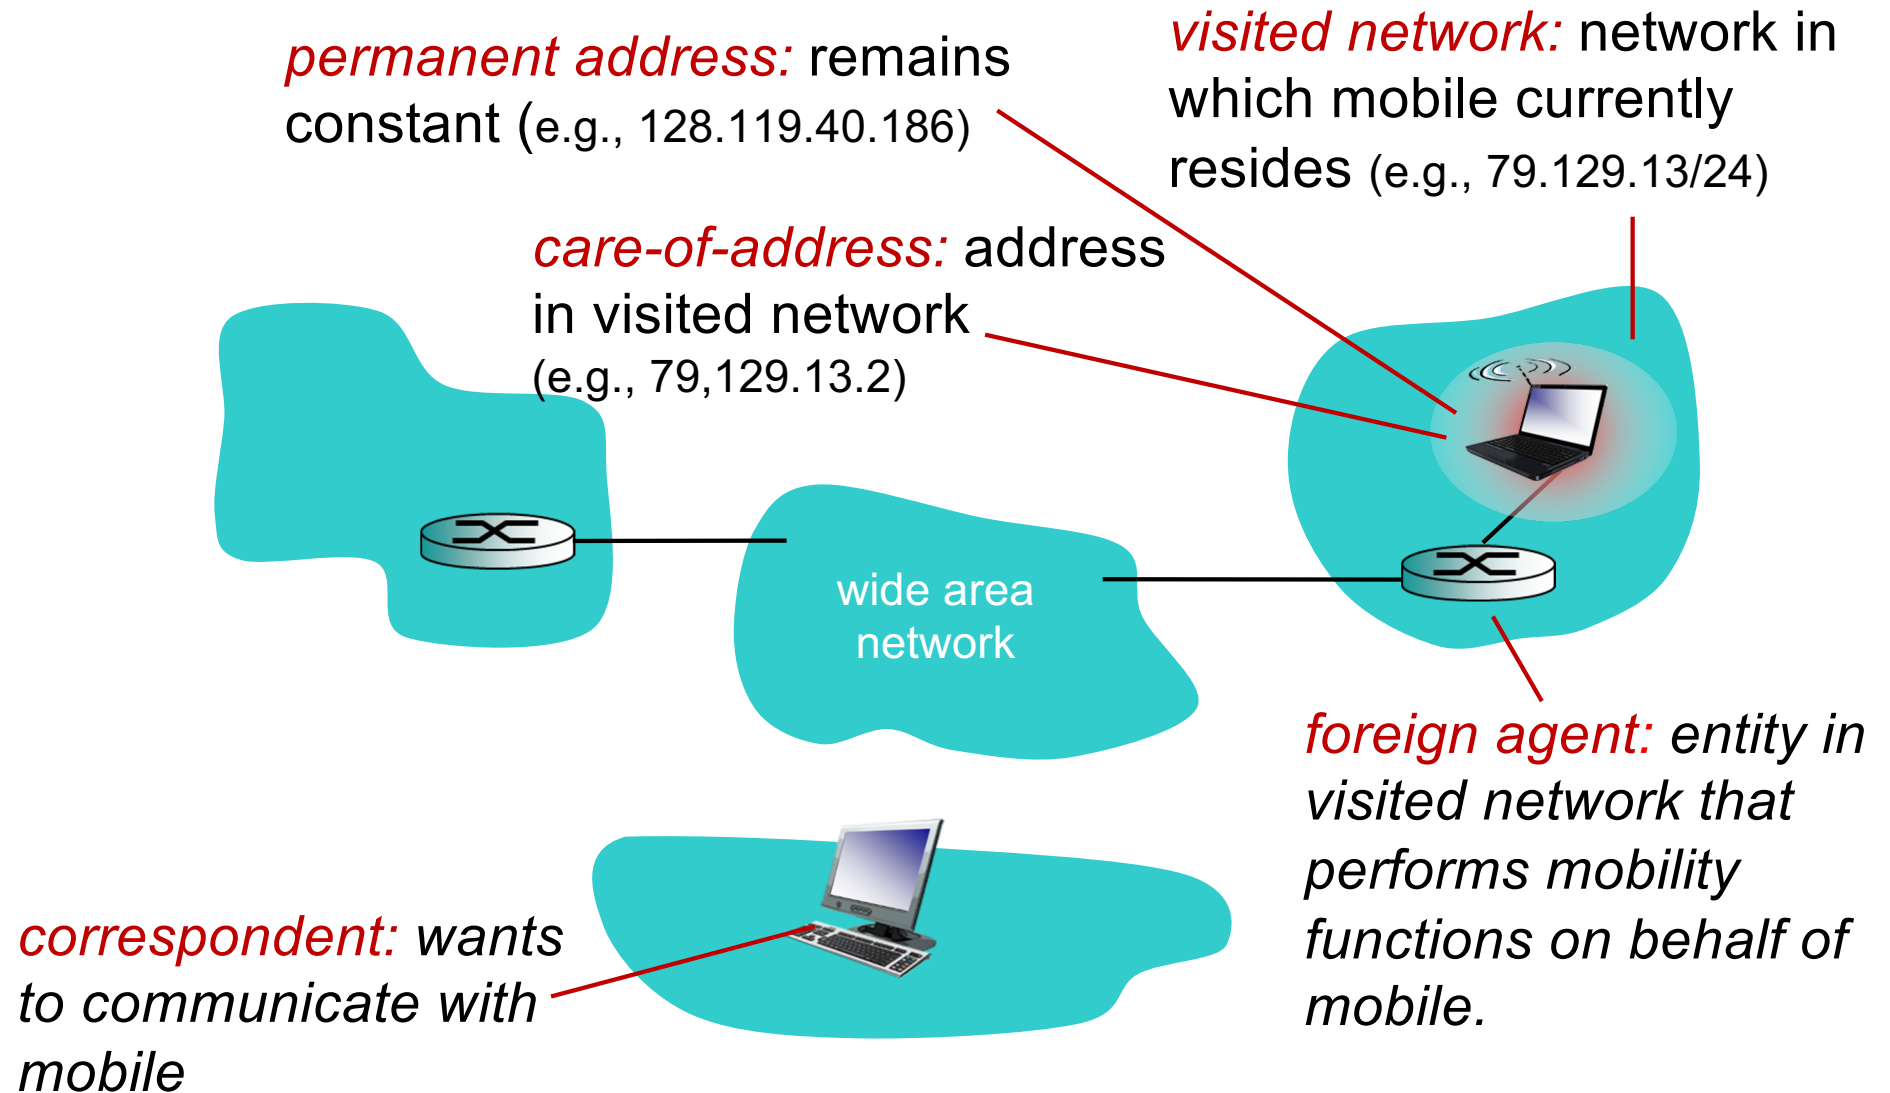 permanent address: remains
constant (e.g., 128.119.40.186)
visited network: network in
which mobile currently
resides (e.g., 79.129.13/24)
care-of-address: address
in visited network
(e.g., 79,129.13.2)
wide area
network
foreign agent: entity in
visited network that
performs mobility
functions on behalf of
mobile.
correspondent: wants
to communicate with
mobile